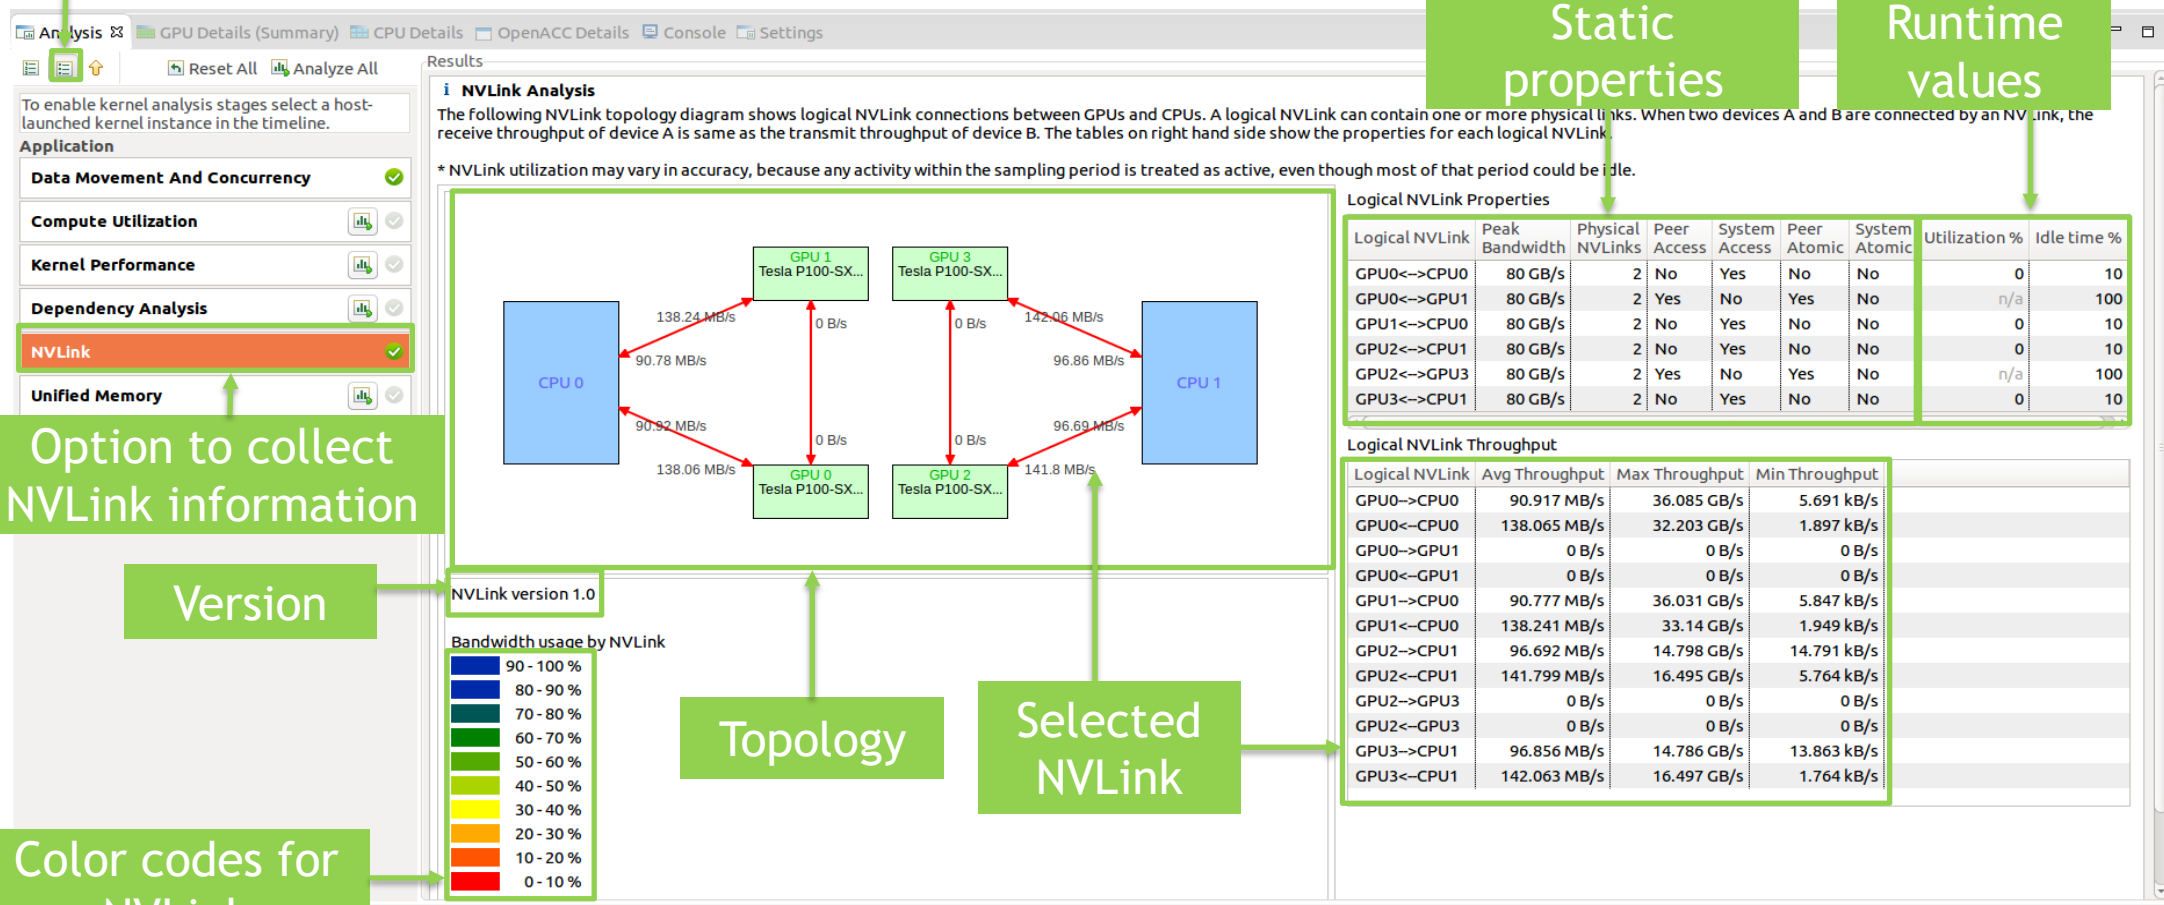 Analysis
GPU Details (Summary)
CPU Details
OpenACC Details
Console
Settings
Static
properties
Runtime
values
Reset All
Analyze All
To enable kernel analysis stages select a host-
launched kernel instance in the timeline.
Application
Data Movement And Concurrency
Compute Utilization
Kernel Performance
Dependency Analysis
NVLink
Unified Memory
Option to collect
NVLink information
Version
Color codes for
Results
i NVLink Analysis
The following NVLink topology diagram shows logical NVLink connections between GPUs and CPUs. A logical NVLink can contain one or more physical links. When two devices A and B are connected by an NVLink, the
receive throughput of device A is same as the transmit throughput of device B. The tables on right hand side show the properties for each logical NVLink.
* NVLink utilization may vary in accuracy, because any activity within the sampling period is treated as active, even though most of that period could be idle.
GPU 1
Tesla P100-SX...
GPU 3
Tesla P100-SX...
138.24 MB/s
0 B/s
0 B/s
142.06 MB/s
90.78 MB/s
96.86 MB/s
CPU 0
CPU 1
90.92 MB/s
0 B/s
0 B/s
96.69 MB/s
138.06 MB/s
141.8 MB/s
GPU 0
Tesla P100-SX...
GPU 2
Tesla P100-SX...
NVLink version 1.0
Bandwidth usage by NVLink
90 - 100 %
80 - 90 %
70 - 80 %
60 - 70 %
50 - 60 %
40 - 50 %
30 - 40 %
20 - 30 %
10 - 20 %
0 - 10 %
Topology
Selected
NVLink
Logical NVLink Properties
Logical NVLink Peak Bandwidth Physical NVLinks Peer Access System Access Peer Atomic System Atomic Utilization % Idle time %
GPU0<-->CPU0 80 GB/s 2 No Yes No No 0 10
GPU0<-->GPU1 80 GB/s 2 Yes No Yes No n/a 100
GPU1<-->CPU0 80 GB/s 2 No Yes No No 0 10
GPU2<-->CPU1 80 GB/s 2 No Yes No No 0 10
GPU2<-->GPU3 80 GB/s 2 Yes No Yes No n/a 100
GPU3<-->CPU1 80 GB/s 2 No Yes No No 0 10
Logical NVLink Throughput
Logical NVLink Avg Throughput Max Throughput Min Throughput
GPU0-->CPU0 90.917 MB/s 36.085 GB/s 5.691 kB/s
GPU0<--CPU0 138.065 MB/s 32.203 GB/s 1.897 kB/s
GPU0-->GPU1 0 B/s 0 B/s 0 B/s
GPU0<--GPU1 0 B/s 0 B/s 0 B/s
GPU1-->CPU0 90.777 MB/s 36.031 GB/s 5.847 kB/s
GPU1<--CPU0 138.241 MB/s 33.14 GB/s 1.949 kB/s
GPU2-->CPU1 96.692 MB/s 14.798 GB/s 14.791 kB/s
GPU2<--CPU1 141.799 MB/s 16.495 GB/s 5.764 kB/s
GPU2-->GPU3 0 B/s 0 B/s 0 B/s
GPU2<--GPU3 0 B/s 0 B/s 0 B/s
GPU3-->CPU1 96.856 MB/s 14.786 GB/s 13.863 kB/s
GPU3<--CPU1 142.063 MB/s 16.497 GB/s 1.764 kB/s